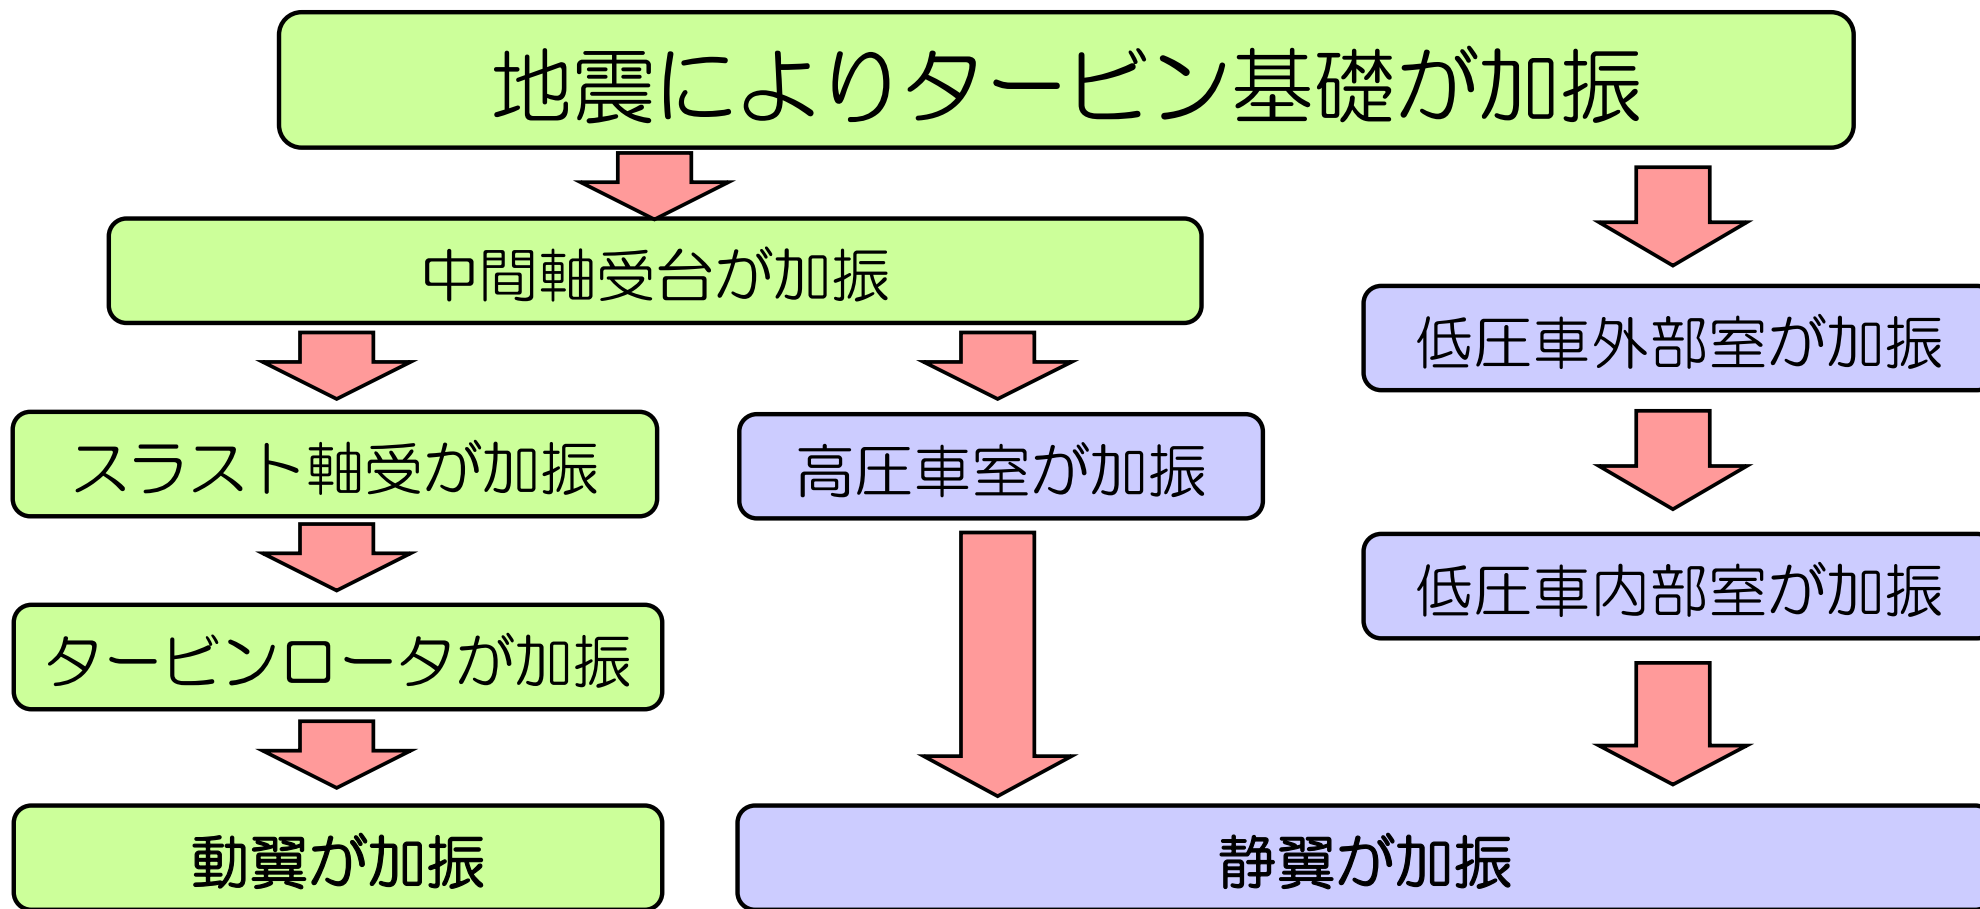 地震によりタービン基礎が加振
中間軸受台が加振
低圧車外部室が加振
スラスト軸受が加振
高圧車室が加振
低圧車内部室が加振
タービンロータが加振
動翼が加振
静翼が加振